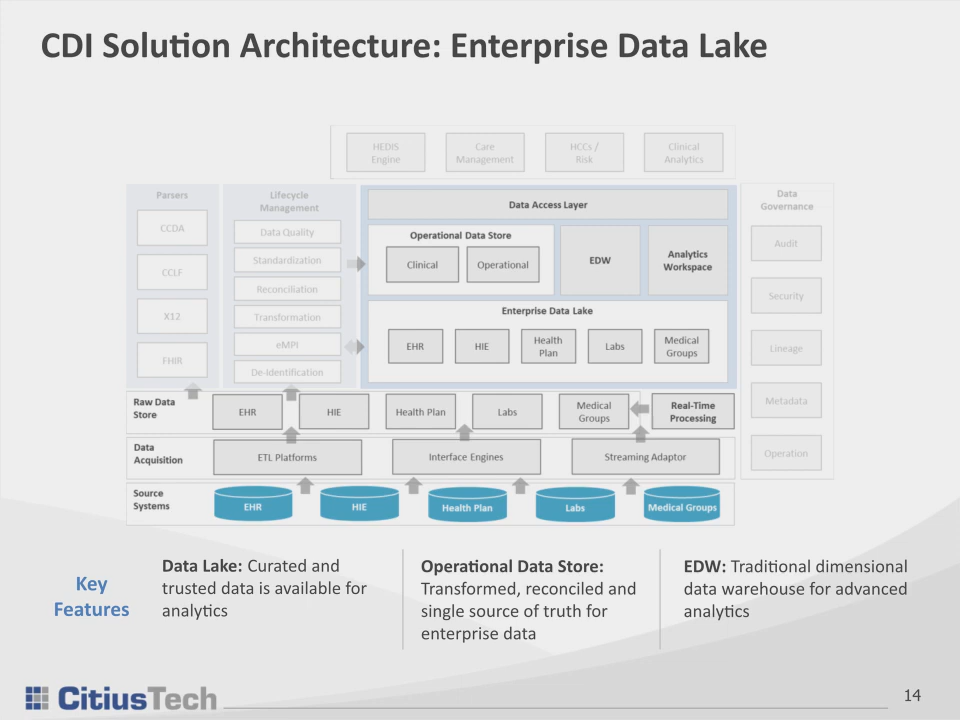 CDI Solution Architecture: Enterprise Data Lake
HEDIS
Engine
Care
Management
HCCs /
Risk
Clinical
Analytics
Parsers
CCDA
CCLF
X12
FHIR
Lifecycle
Management
Data Quality
Standardization
Reconciliation
Transformation
eMPI
De-Identification
Data Access Layer
Operational Data Store
Clinical
Operational
EDW
Analytics
Workspace
Enterprise Data Lake
EHR
HIE
Health
Plan
Labs
Medical
Groups
Data
Governance
Audit
Security
Lineage
Metadata
Operation
Raw Data
Store
EHR
HIE
Health Plan
Labs
Medical
Groups
Real-Time
Processing
Data
Acquisition
ETL Platforms
Interface Engines
Streaming Adaptor
Source
Systems
EHR
HIE
Health Plan
Labs
Medical Groups
Key
Features
Data Lake: Curated and
trusted data is available for
analytics
Operational Data Store:
Transformed, reconciled and
single source of truth for
enterprise data
EDW: Traditional dimensional
data warehouse for advanced
analytics
CitiusTech
14